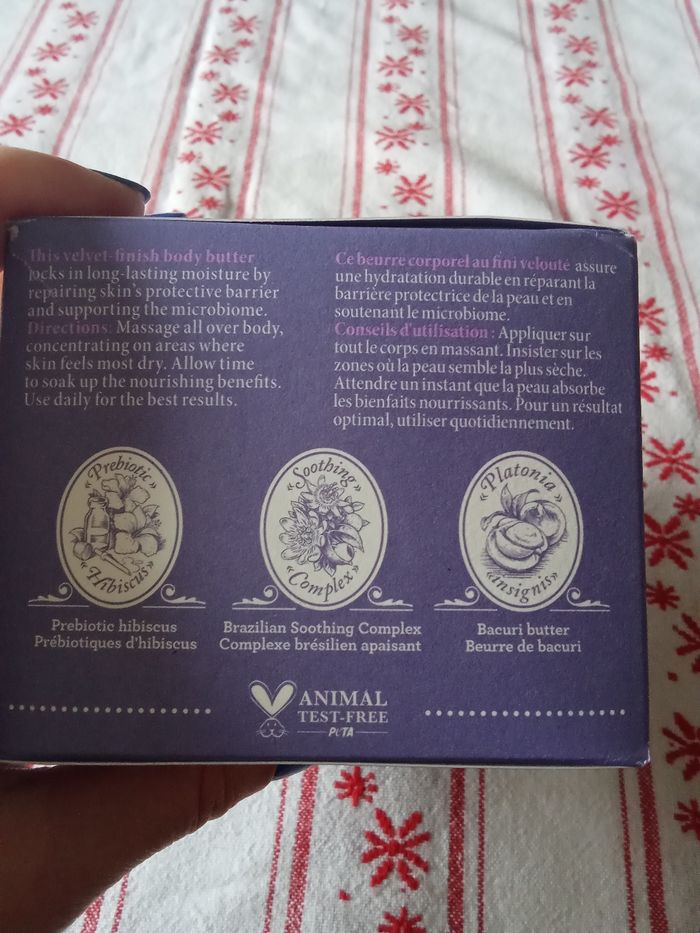 This velvet-finish body butter
locks in long-lasting moisture by
repairing skin's protective barrier
and supporting the microbiome.
Directions: Massage all over body,
concentrating on areas where
skin feels most dry. Allow time
to soak up the nourishing benefits.
Use daily for the best results.
Ce beurre corporel au fini velouté assure
une hydratation durable en réparant la
barrière protectrice de la peau et en
soutenant le microbiome.
Conseils d'utilisation : Appliquer sur
tout le corps en massant. Insister sur les
zones où la peau semble la plus sèche.
Attendre un instant que la peau absorbe
les bienfaits nourrissants. Pour un résultat
optimal, utiliser quotidiennement.
«Prebiotic»
«Hibiscus»
«Soothing»
«Complex»
«Platonia»
«insignis»
Prebiotic hibiscus
Prébiotiques d'hibiscus
Brazilian Soothing Complex
Complexe brésilien apaisant
Bacuri butter
Beurre de bacuri
ANIMAL
TEST-FREE
PETA